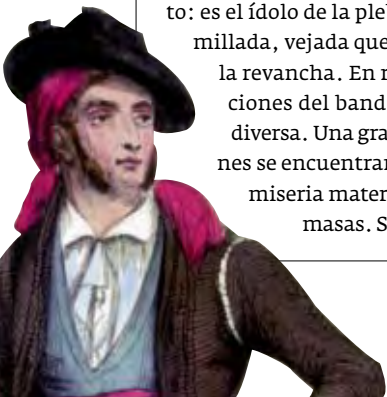 to: es el ídolo de la ple
millada, vejada que
la revancha. En
ciones del band
diversa. Una gra
nes se encuentran
miseria mater
masas. S